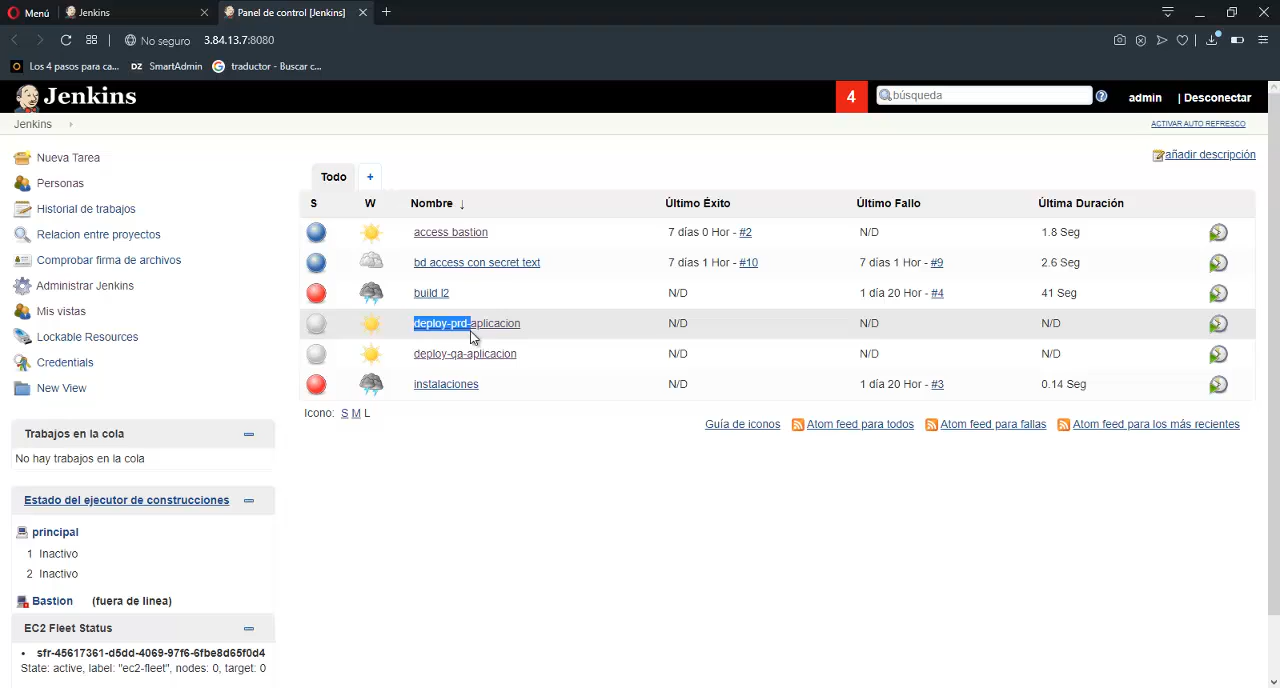 Menú
Jenkins
Panel de control [Jenkins]
No seguro
3.84.13.7:8080
Los 4 pasos para ca...
DZ SmartAdmin
traductor - Buscar c...
Jenkins
4
búsqueda
admin
| Desconectar
Jenkins
ACTIVAR AUTO REFRESCO
Nueva Tarea
Personas
Historial de trabajos
Relacion entre proyectos
Comprobar firma de archivos
Administrar Jenkins
Mis vistas
Lockable Resources
Credentials
New View
Trabajos en la cola
No hay trabajos en la cola
Estado del ejecutor de construcciones
principal
1 Inactivo
2 Inactivo
Bastion (fuera de linea)
EC2 Fleet Status
• sfr-45617361-d5dd-4069-97f6-6fbe8d65f0d4
State: active, label: "ec2-fleet", nodes: 0, target: 0
añadir descripción
Todo +
S W Nombre ↓ Último Éxito Último Fallo Última Duración
access bastion 7 días 0 Hor - #2 N/D 1.8 Seg
bd access con secret text 7 días 1 Hor - #10 7 días 1 Hor - #9 2.6 Seg
build l2 N/D 1 día 20 Hor - #4 41 Seg
deploy-prd-aplicacion N/D N/D N/D
deploy-qa-aplicacion N/D N/D N/D
instalaciones N/D 1 día 20 Hor - #3 0.14 Seg
Icono: S M L
Guía de iconos Atom feed para todos Atom feed para fallas Atom feed para los más recientes